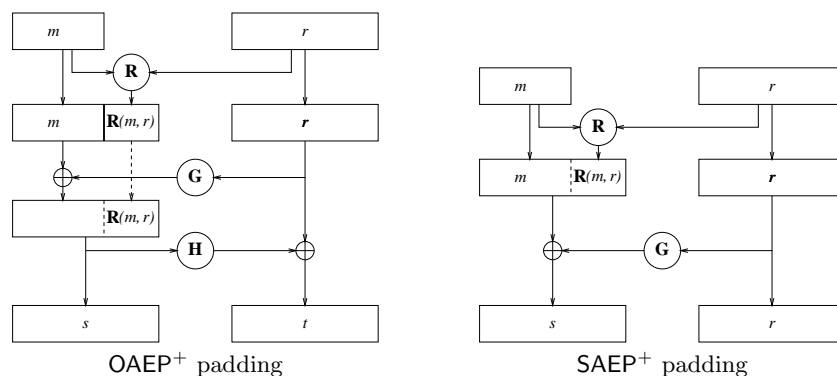 m r
R
m R(m, r) r
G
R(m, r)
H
s t
OAEP+ padding
m r
R
m R(m, r) r
G
s r
SAEP+ padding